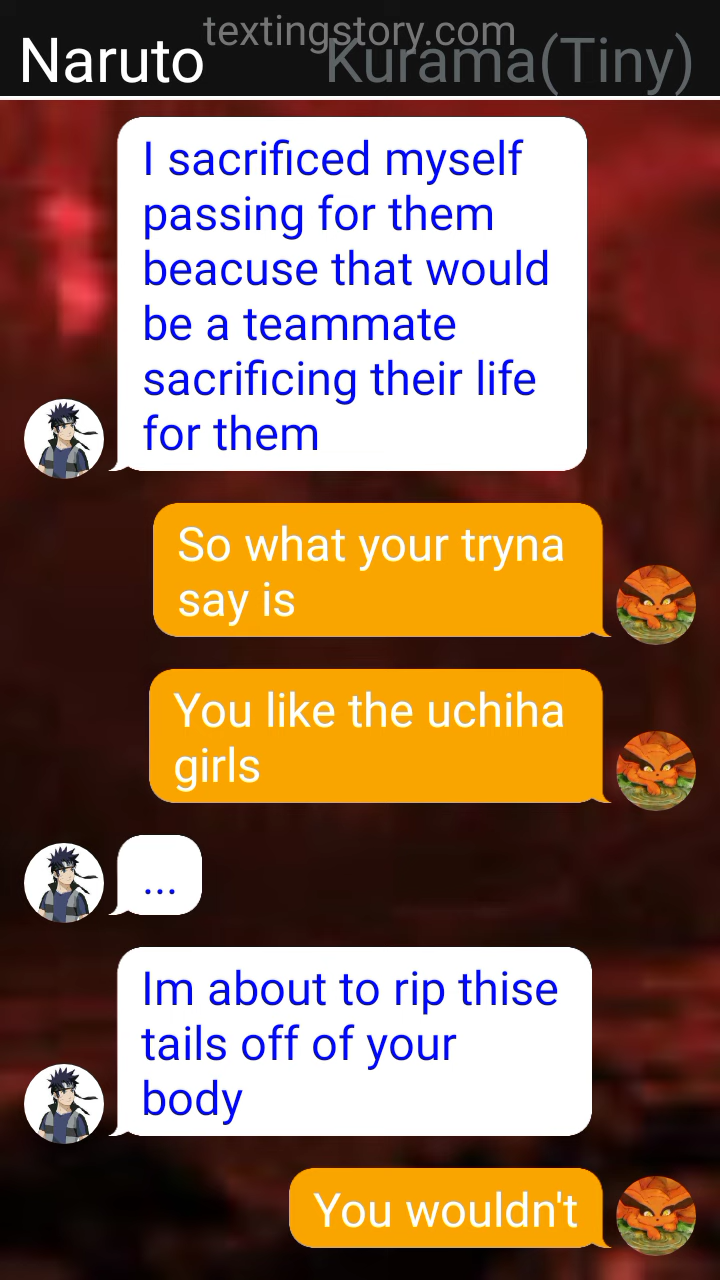 textingstory.com
Naruto
Kurama(Tiny)
I sacrificed myself
passing for them
beacuse that would
be a teammate
sacrificing their life
for them
So what your tryna
say is
You like the uchiha
girls
...
Im about to rip thise
tails off of your
body
You wouldn't